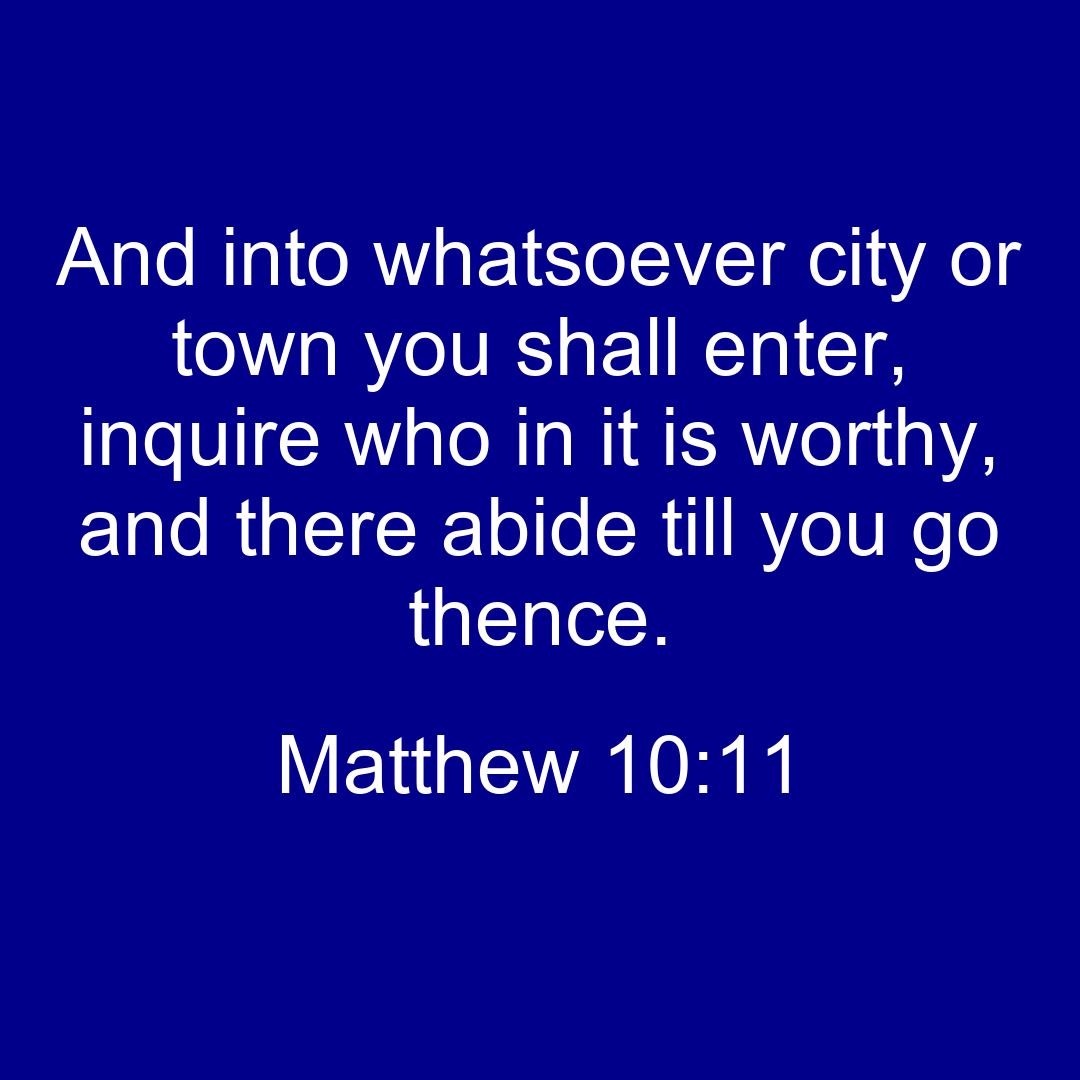 And into whatsoever city or
town you shall enter,
inquire who in it is worthy,
and there abide till you go
thence.
Matthew 10:11